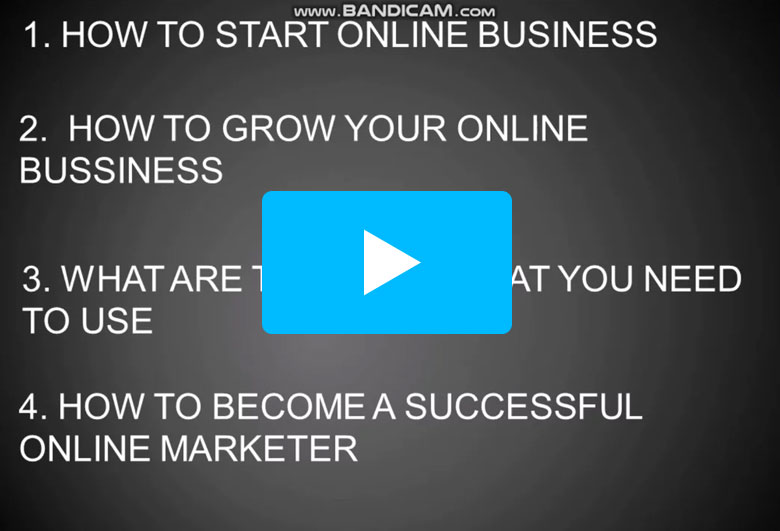 WWW.BANDICAM.COM
1. HOW TO START ONLINE BUSINESS
2. HOW TO GROW YOUR ONLINE
BUSSINESS
3. WHAT ARE YOU NEED
TO USE
4. HOW TO BECOME A SUCCESSFUL
ONLINE MARKETER